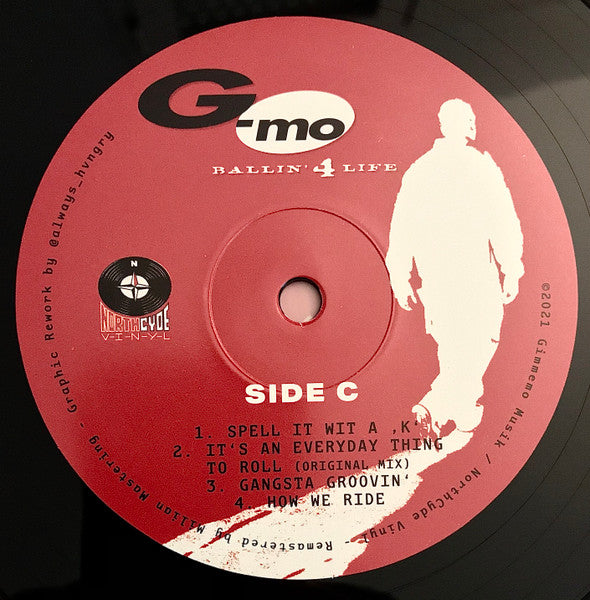 G-mo
BALLIN' 4 LIFE
N
NORTHCYDE
V-I-N-Y-L
SIDE C
1. SPELL IT WIT A ‚K‘
2. IT‘S AN EVERYDAY THING
TO ROLL (ORIGINAL MIX)
3. GANGSTA GROOVIN‘
4. HOW WE RIDE
©2021 Gimmemo Musik / NorthCyde Vinyl - Remastered by Milian Mastering - Graphic Rework by @always_hvngry